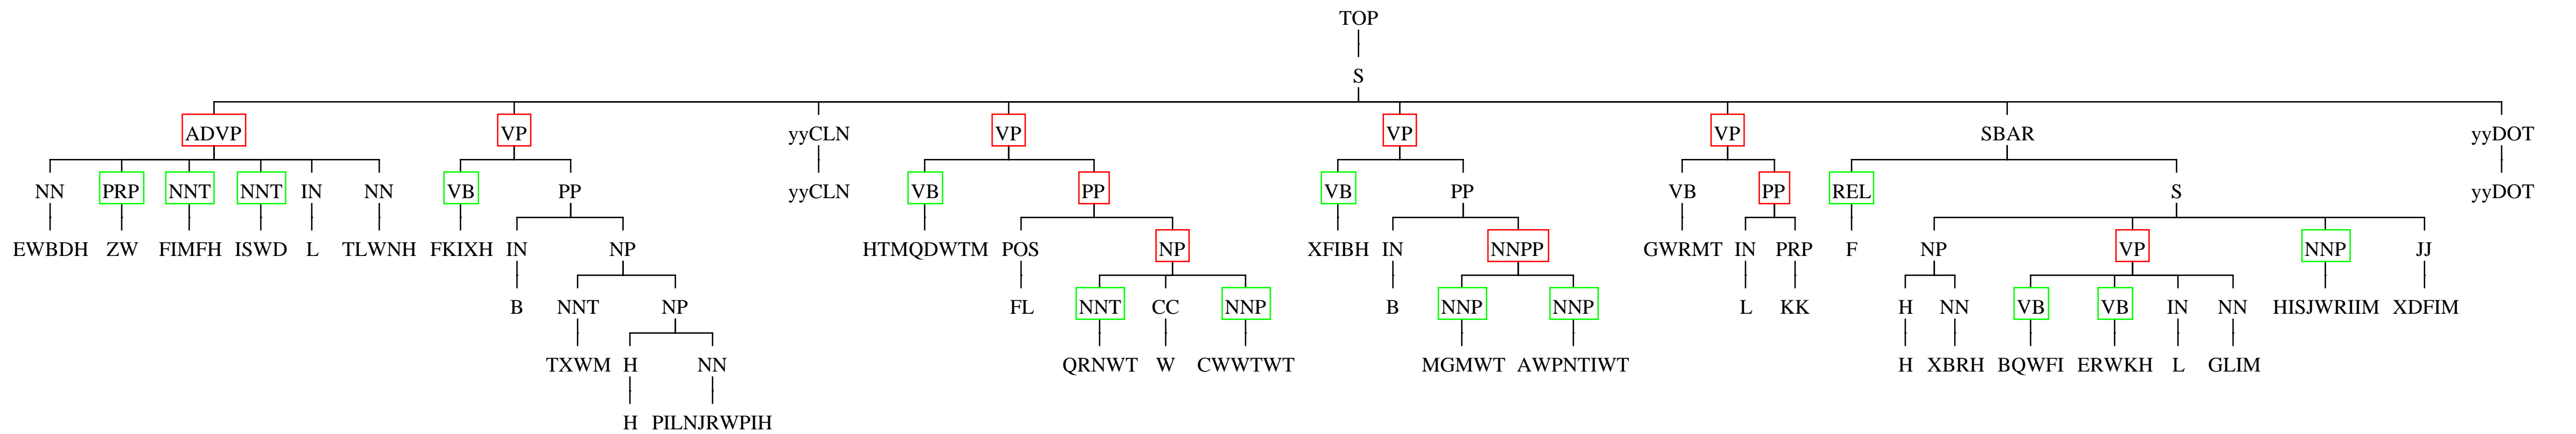 TOP
S
ADVP VP yyCLN VP VP VP SBAR yyDOT
NN PRP NNT NNT IN NN VB PP yyCLN VB PP VB PP VB PP REL S yyDOT
EWBDH ZW FIMFH ISWD L TLWNH FKIXH IN NP HTMQDWTM POS NP XFIBH IN NNPP GWRMT IN PRP F NP VP NNP JJ
B NNT NP FL NNT CC NNP B NNP NNP L KK H NN VB VB IN NN HISJWRIIM XDFIM
TXWM H NN QRNWT W CWWTWT MGMWT AWPNTIWT H XBRH BQWFI ERWKH L GLIM
H PILNJRWPIH